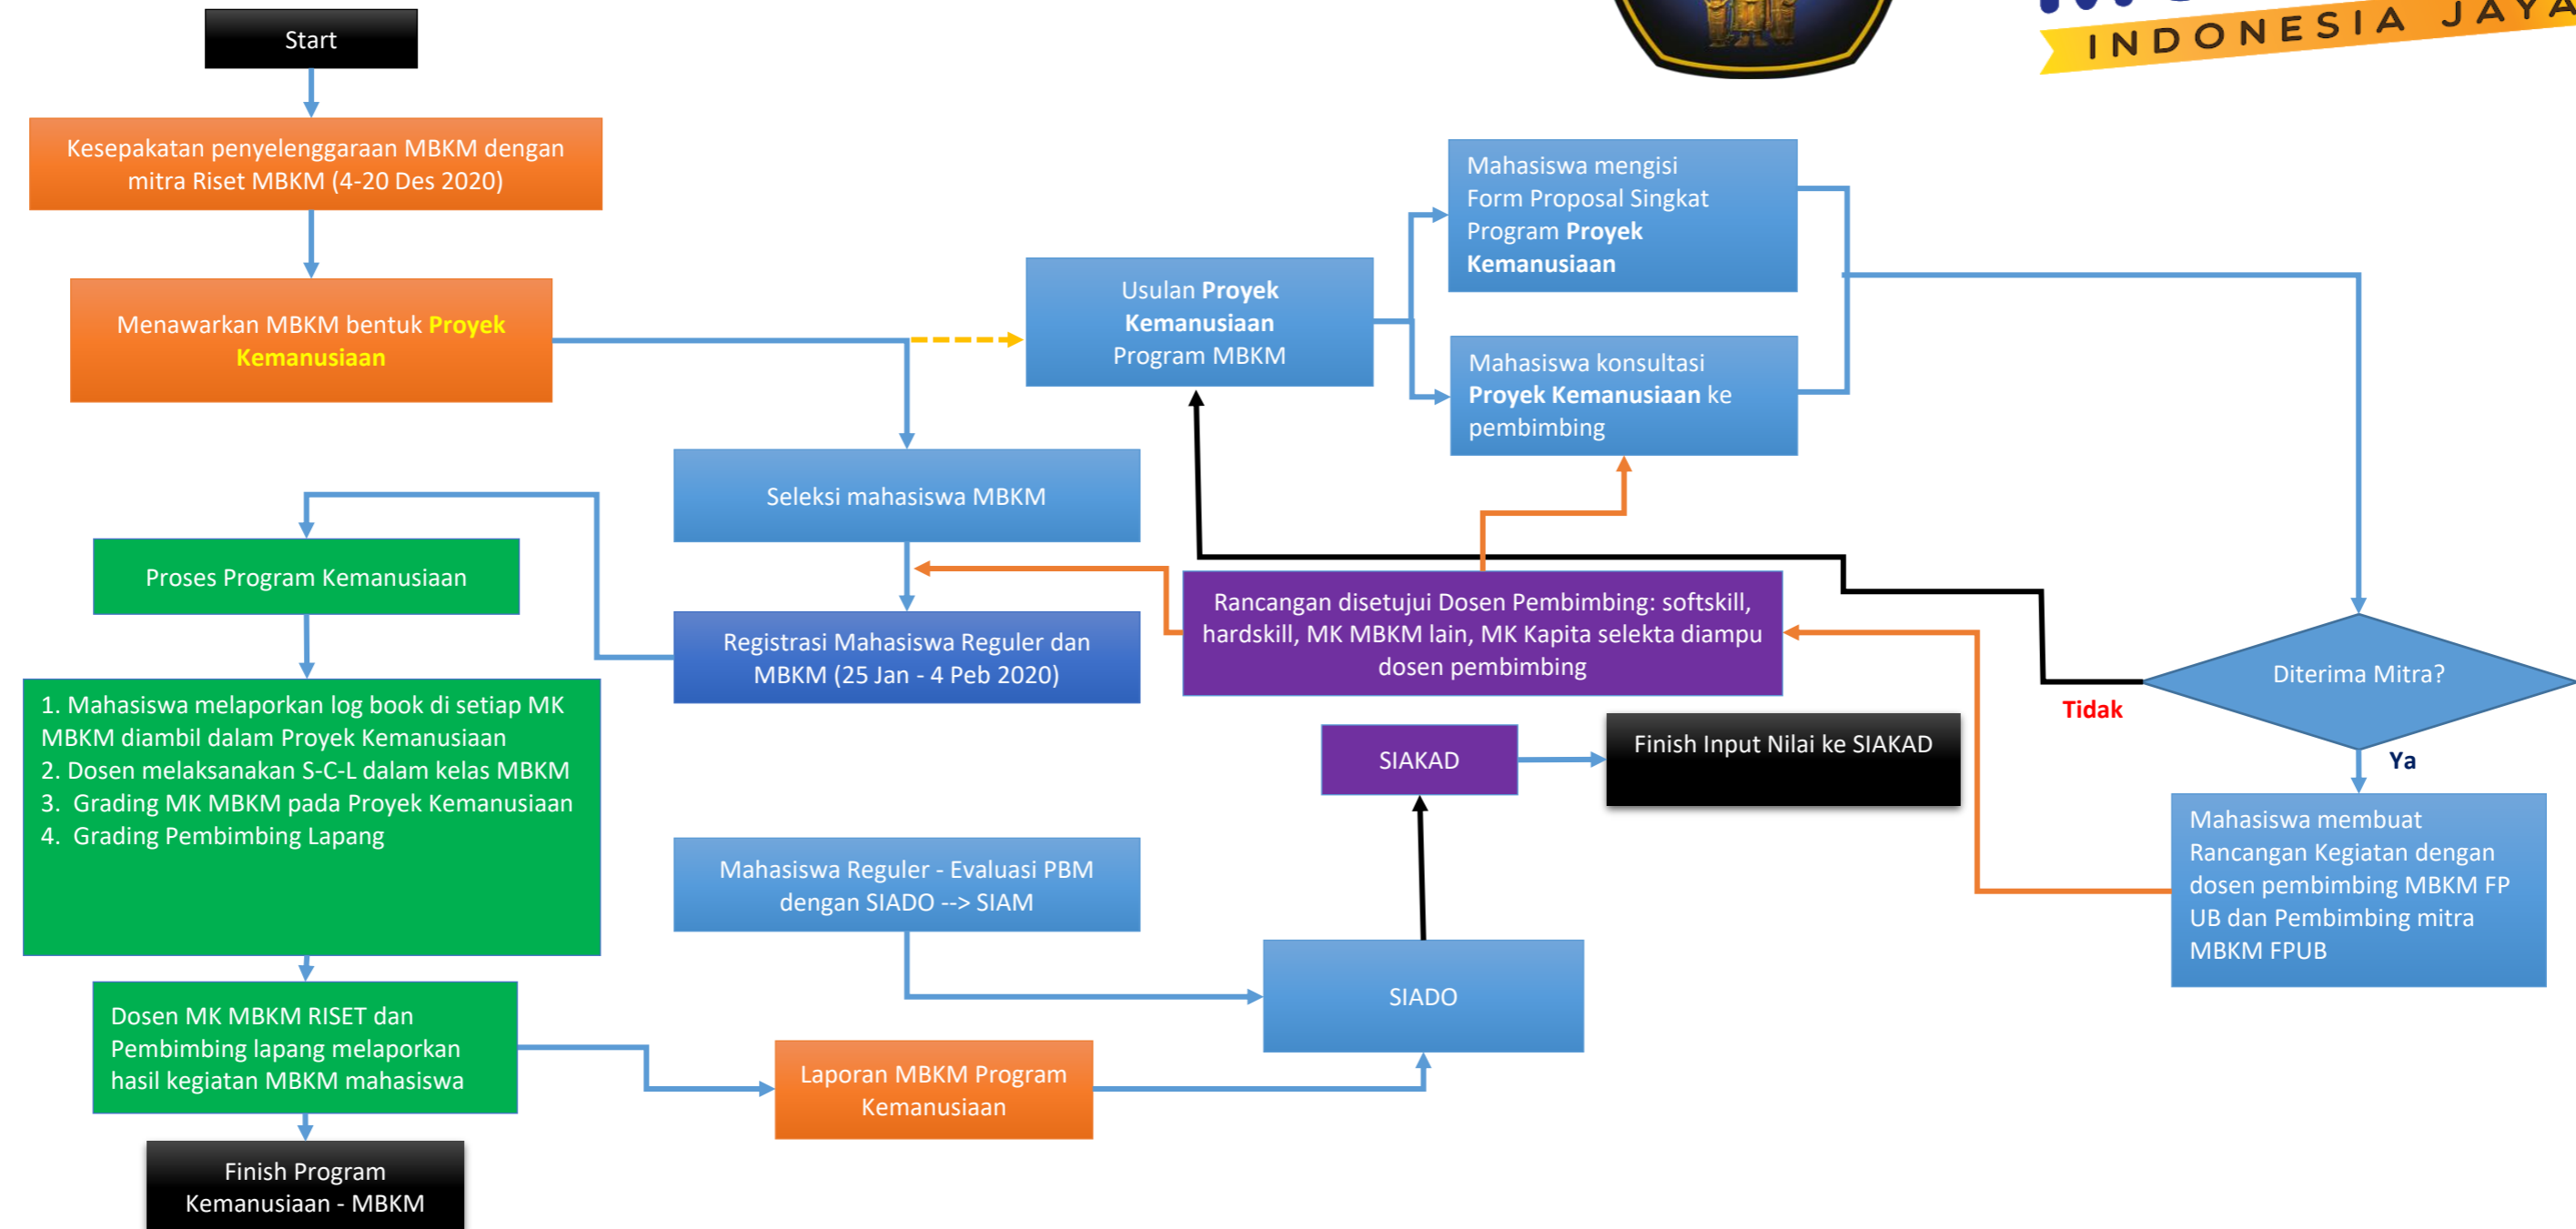 INDONESIA JAYA
Start
Kesepakatan penyelenggaraan MBKM dengan
mitra Riset MBKM (4-20 Des 2020)
Menawarkan MBKM bentuk Proyek
Kemanusiaan
Usulan Proyek
Kemanusiaan
Program MBKM
Mahasiswa mengisi
Form Proposal Singkat
Program Proyek
Kemanusiaan
Mahasiswa konsultasi
Proyek Kemanusiaan ke
pembimbing
Seleksi mahasiswa MBKM
Proses Program Kemanusiaan
Registrasi Mahasiswa Reguler dan
MBKM (25 Jan - 4 Peb 2020)
Rancangan disetujui Dosen Pembimbing: softskill,
hardskill, MK MBKM lain, MK Kapita selekta diampu
dosen pembimbing
Diterima Mitra?
Tidak
Ya
1. Mahasiswa melaporkan log book di setiap MK
MBKM diambil dalam Proyek Kemanusiaan
2. Dosen melaksanakan S-C-L dalam kelas MBKM
3. Grading MK MBKM pada Proyek Kemanusiaan
4. Grading Pembimbing Lapang
SIAKAD
Finish Input Nilai ke SIAKAD
Mahasiswa membuat
Rancangan Kegiatan dengan
dosen pembimbing MBKM FP
UB dan Pembimbing mitra
MBKM FPUB
Mahasiswa Reguler - Evaluasi PBM
dengan SIADO --> SIAM
SIADO
Dosen MK MBKM RISET dan
Pembimbing lapang melaporkan
hasil kegiatan MBKM mahasiswa
Laporan MBKM Program
Kemanusiaan
Finish Program
Kemanusiaan - MBKM